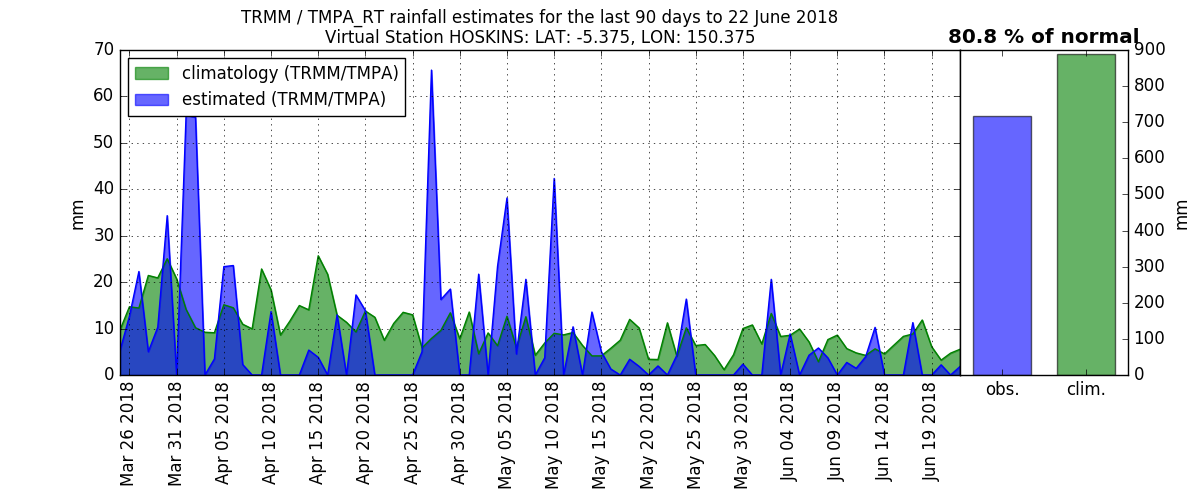 TRMM / TMPA_RT rainfall estimates for the last 90 days to 22 June 2018
Virtual Station HOSKINS: LAT: -5.375, LON: 150.375
80.8 % of normal
climatology (TRMM/TMPA)
estimated (TRMM/TMPA)
mm
70
60
50
40
30
20
10
0
Mar 26 2018
Mar 31 2018
Apr 05 2018
Apr 10 2018
Apr 15 2018
Apr 20 2018
Apr 25 2018
Apr 30 2018
May 05 2018
May 10 2018
May 15 2018
May 20 2018
May 25 2018
May 30 2018
Jun 04 2018
Jun 09 2018
Jun 14 2018
Jun 19 2018
obs.
clim.
900
800
700
600
500
400
300
200
100
0
mm